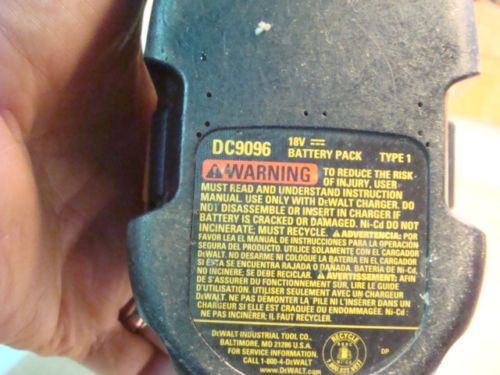 DC9096 18V BATTERY PACK TYPE 1
WARNING TO REDUCE THE RISK
OF INJURY, USER
MUST READ AND UNDERSTAND INSTRUCTION
MANUAL USE ONLY WITH DEWALT CHARGER. DO
NOT DISASSEMBLE OR INSERT IN CHARGER IF
BATTERY IS CRACKED OR DAMAGED. Ni-Cd DO NOT
INCINERATE; MUST RECYCLE. ADVERTENCIA: POR
FAVOR LEA EL MANUAL DE INSTRUCCIONES PARA LA OPERACIÓN
SEGURA DEL PRODUCTO. UTILICE SOLAMENTE CON EL CARGADOR
DEWALT. NO DESARME NI COLOQUE LA BATERIA EN EL CARGADOR
SI ÉSTA SE ENCUENTRA RAJADA O DAÑADA. BATERIA DE Ni-Cd,
NO INCINERE; SE DEBE RECICLAR. AVERTISSEMENT: AFIN
DE S'ASSURER DU FONCTIONNEMENT SÛR, LIRE LE GUIDE
D'UTILISATION. UTILISER SEULEMENT AVEC UN CHARGEUR
DEWALT. NE PAS DÉMONTER LA PILE NI L'INSÉRER DANS UN
CHARGEUR SI ELLE EST CRAQUÉE OU ENDOMMAGÉE. Ni-Cd :
NE PAS INCINÉRER: IL FAUT RECYCLER.
DEWALT INDUSTRIAL TOOL CO.
BALTIMORE, MD 21286 U.S.A.
FOR SERVICE INFORMATION,
CALL 1-800-4-DEWALT
www.DEWALT.com
RECYCLE
DP